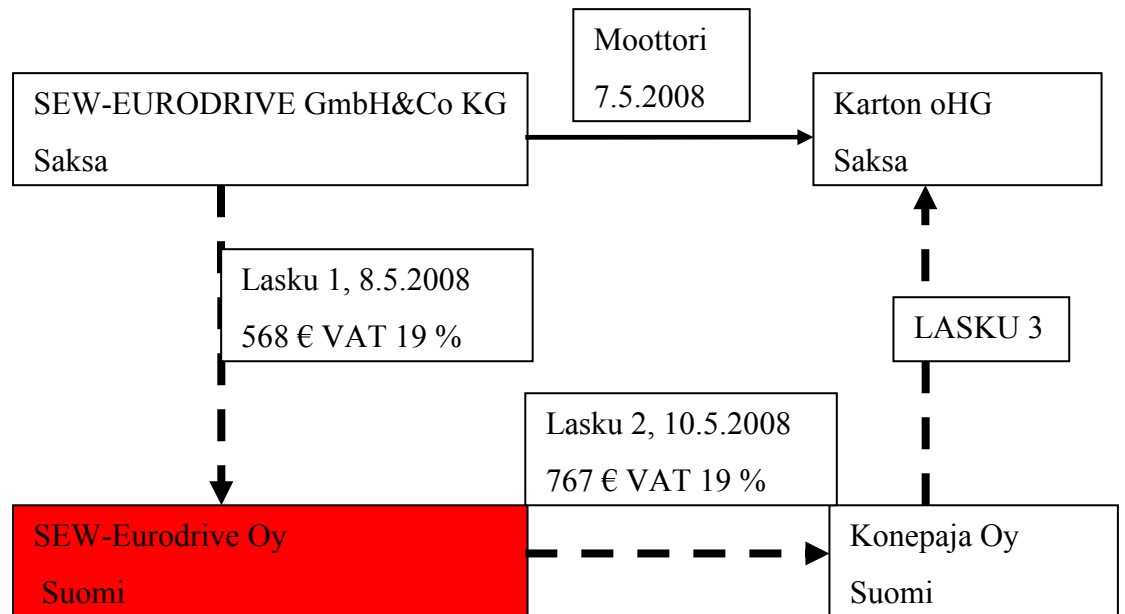 Moottori
7.5.2008
SEW-EURODRIVE GmbH&Co KG
Saksa
Karton oHG
Saksa
Lasku 1, 8.5.2008
568 € VAT 19 %
LASKU 3
Lasku 2, 10.5.2008
767 € VAT 19 %
SEW-Eurodrive Oy
Suomi
Konepaja Oy
Suomi